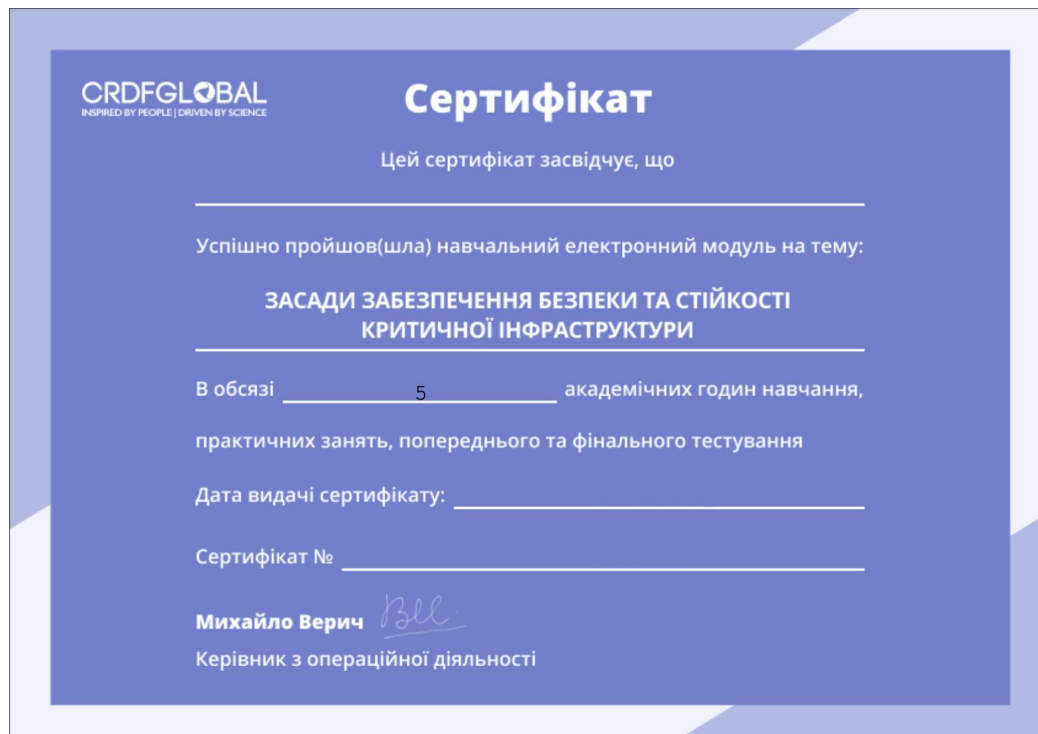 CRDFGLOBAL
INSPIRED BY PEOPLE | DRIVEN BY SCIENCE
Сертифікат
Цей сертифікат засвідчує, що
Успішно пройшов(шла) навчальний електронний модуль на тему:
ЗАСАДИ ЗАБЕЗПЕЧЕННЯ БЕЗПЕКИ ТА СТІЙКОСТІ
КРИТИЧНОЇ ІНФРАСТРУКТУРИ
В обсязі 5 академічних годин навчання,
практичних занять, попереднього та фінального тестування
Дата видачі сертифікату:
Сертифікат №
Михайло Верич
Керівник з операційної діяльності